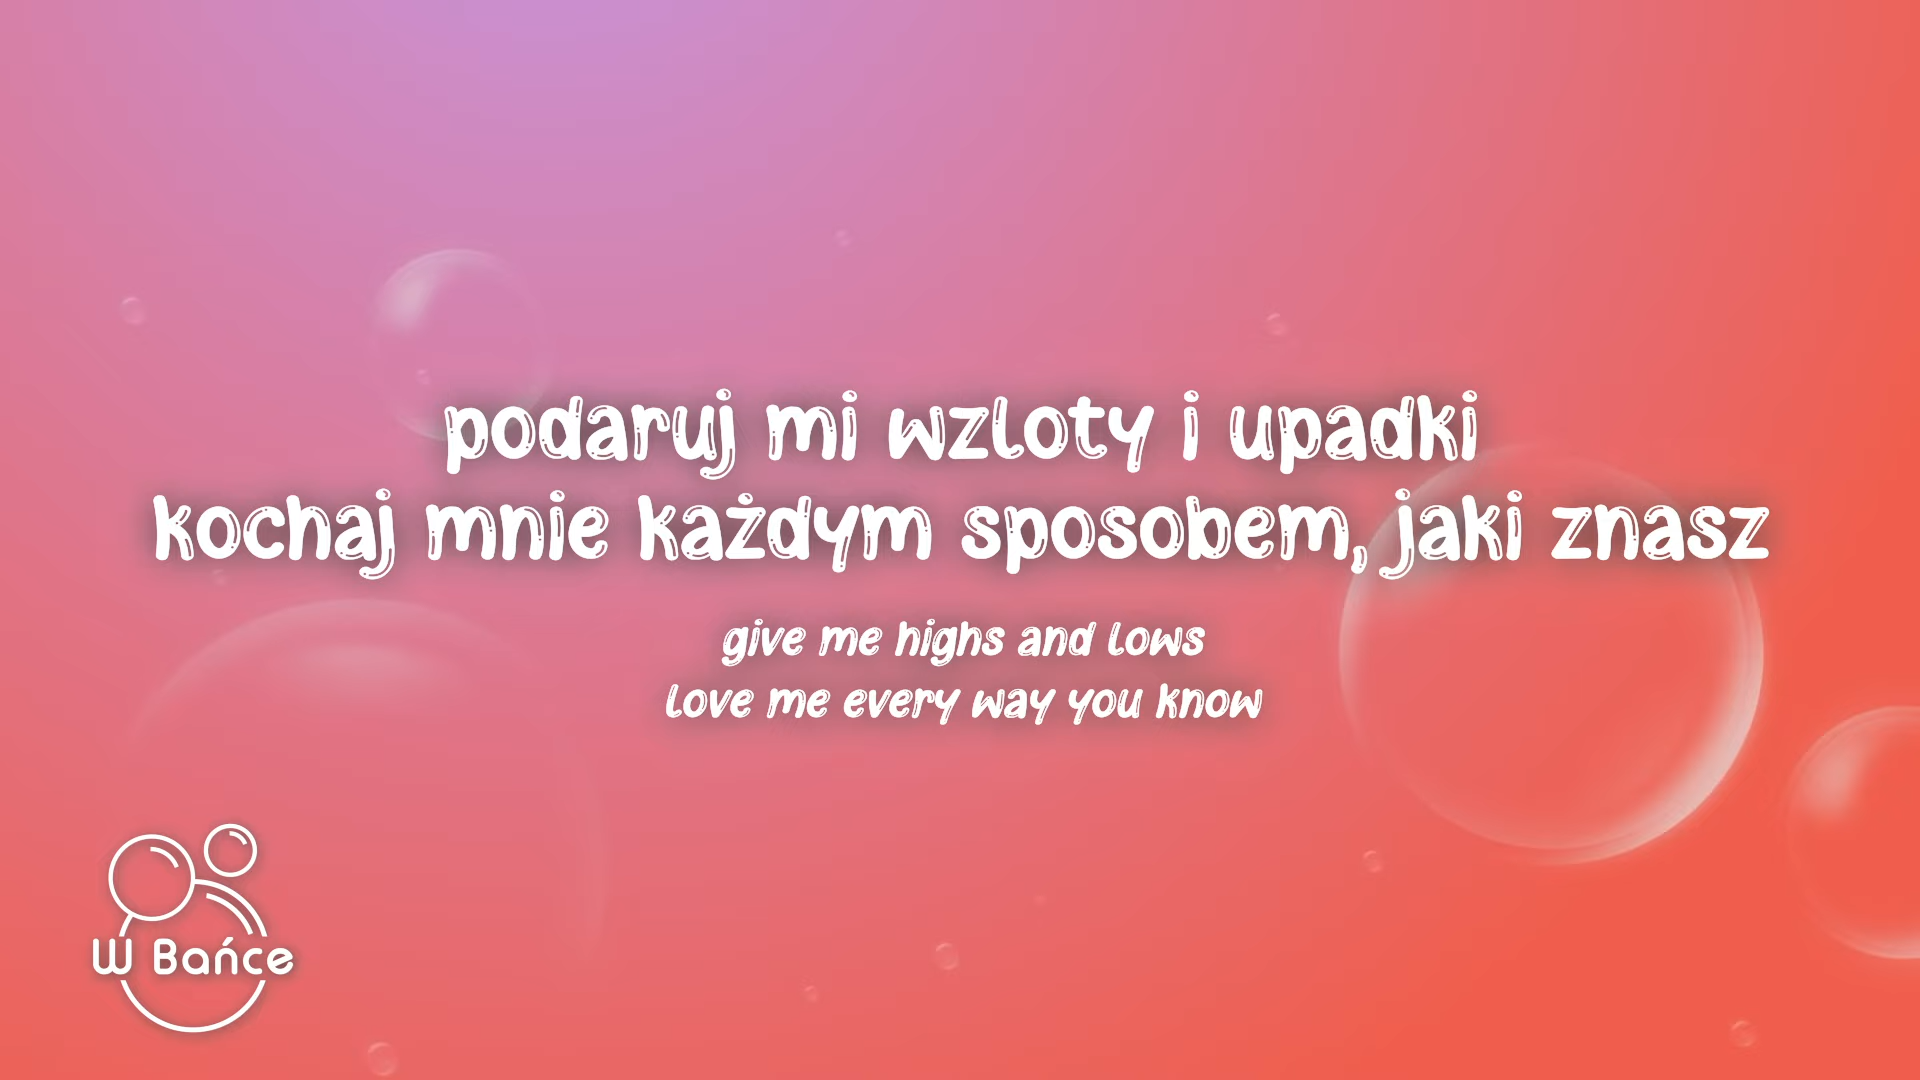 podaruj mi wzloty i upadki
kochaj mnie każdym sposobem, jaki znasz
give me highs and lows
love me every way you know
W Bańce